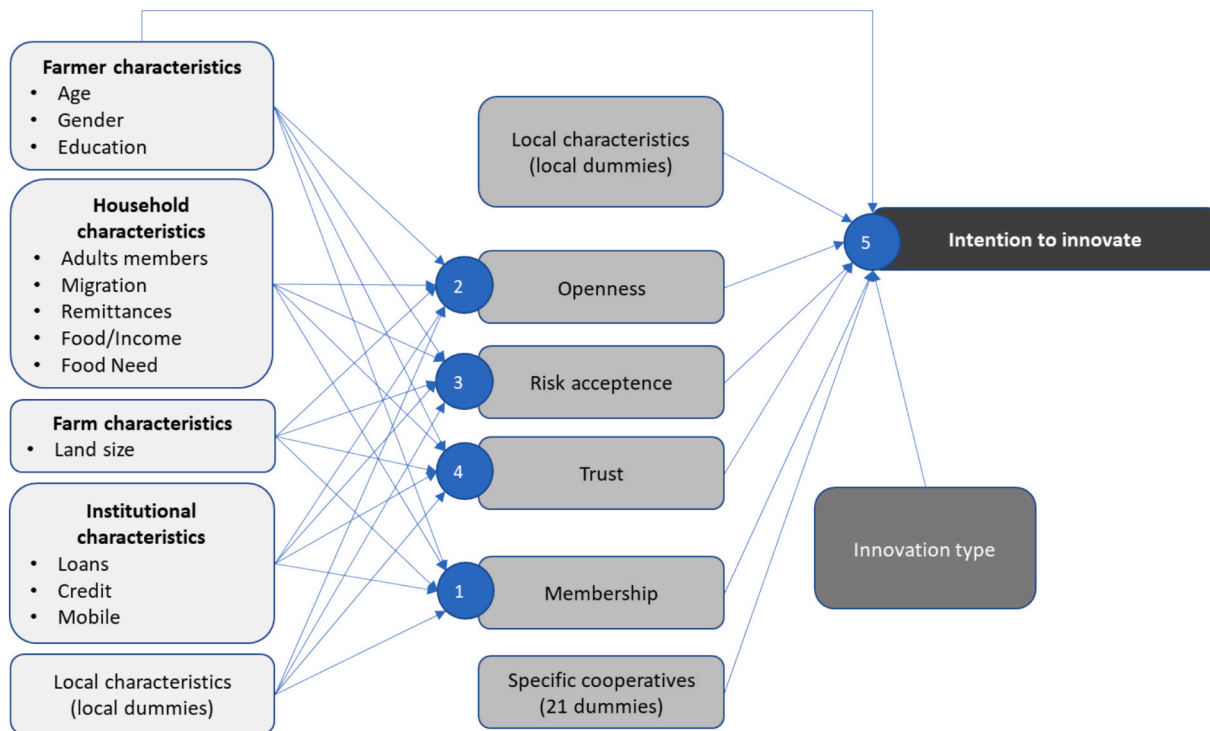 Farmer characteristics
• Age
• Gender
• Education
Household
characteristics
• Adults members
• Migration
• Remittances
• Food/Income
• Food Need
Farm characteristics
• Land size
Institutional
characteristics
• Loans
• Credit
• Mobile
Local characteristics
(local dummies)
Local characteristics
(local dummies)
2
Openness
3
Risk acceptence
4
Trust
1
Membership
Specific cooperatives
(21 dummies)
5
Intention to innovate
Innovation type